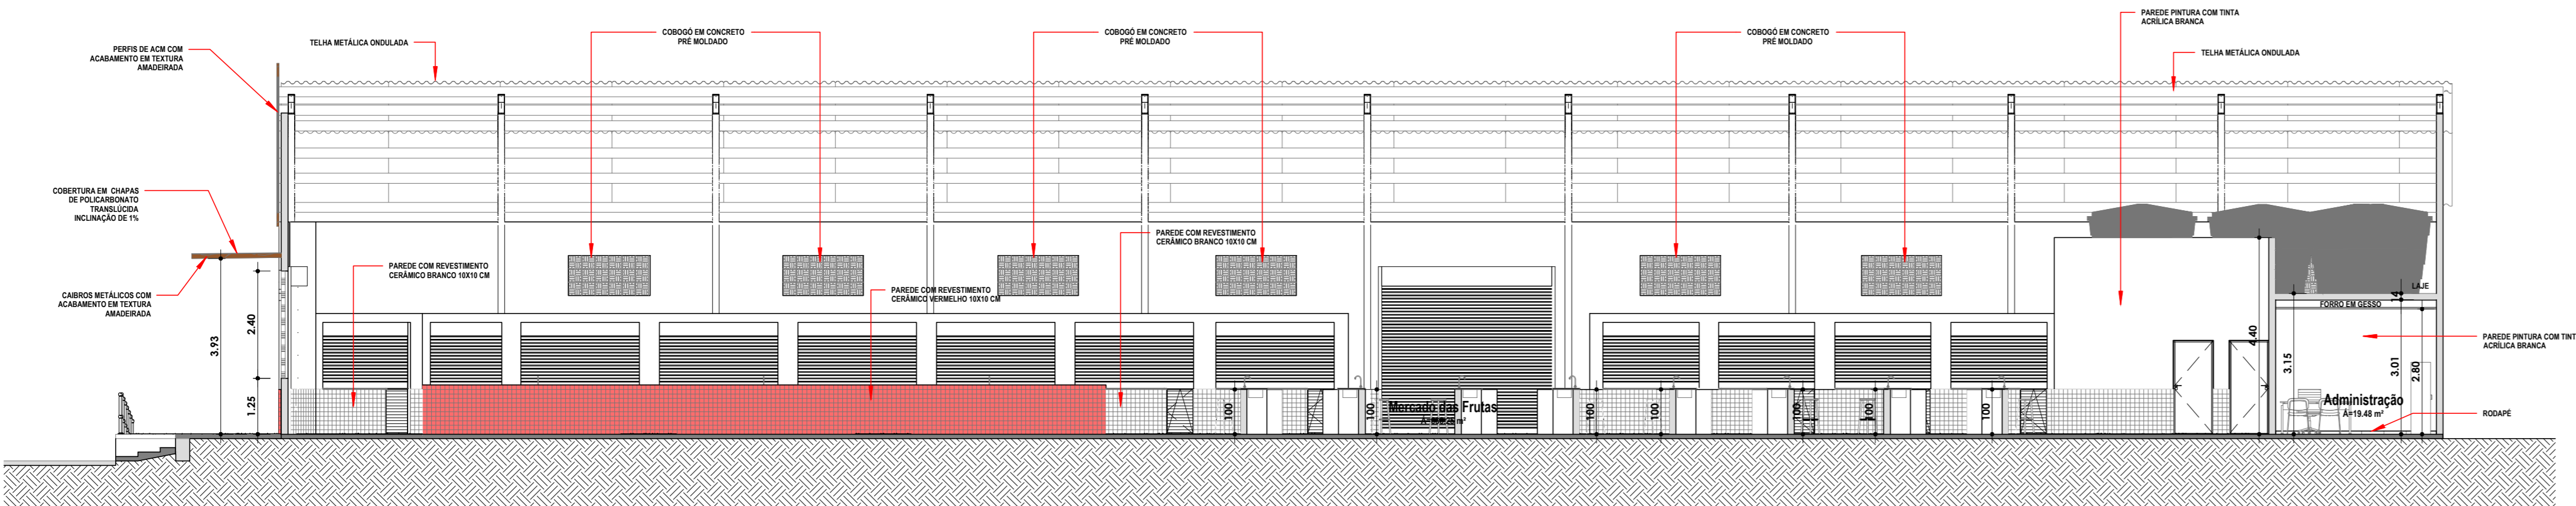 PERFIS DE ACM COM
ACABAMENTO EM TEXTURA
AMADEIRADA
TELHA METÁLICA ONDULADA
COBOGÓ EM CONCRETO
PRÉ MOLDADO
COBOGÓ EM CONCRETO
PRÉ MOLDADO
COBOGÓ EM CONCRETO
PRÉ MOLDADO
PAREDE PINTURA COM TINTA
ACRÍLICA BRANCA
TELHA METÁLICA ONDULADA
COBERTURA EM CHAPAS
DE POLICARBONATO
TRANSLÚCIDA
INCLINAÇÃO DE 1%
CAIBROS METÁLICOS COM
ACABAMENTO EM TEXTURA
AMADEIRADA
PAREDE COM REVESTIMENTO
CERÂMICO BRANCO 10X10 CM
PAREDE COM REVESTIMENTO
CERÂMICO VERMELHO 10X10 CM
PAREDE COM REVESTIMENTO
CERÂMICO BRANCO 10X10 CM
3.93
2.40
1.25
100
100
Mercado das Frutas
100
100
100
100
100
4.40
3.15
LAJE
14
FORRO EM GESSO
3.01
2.80
PAREDE PINTURA COM TINT
ACRÍLICA BRANCA
Administração
A=19.48 m²
RODAPÉ